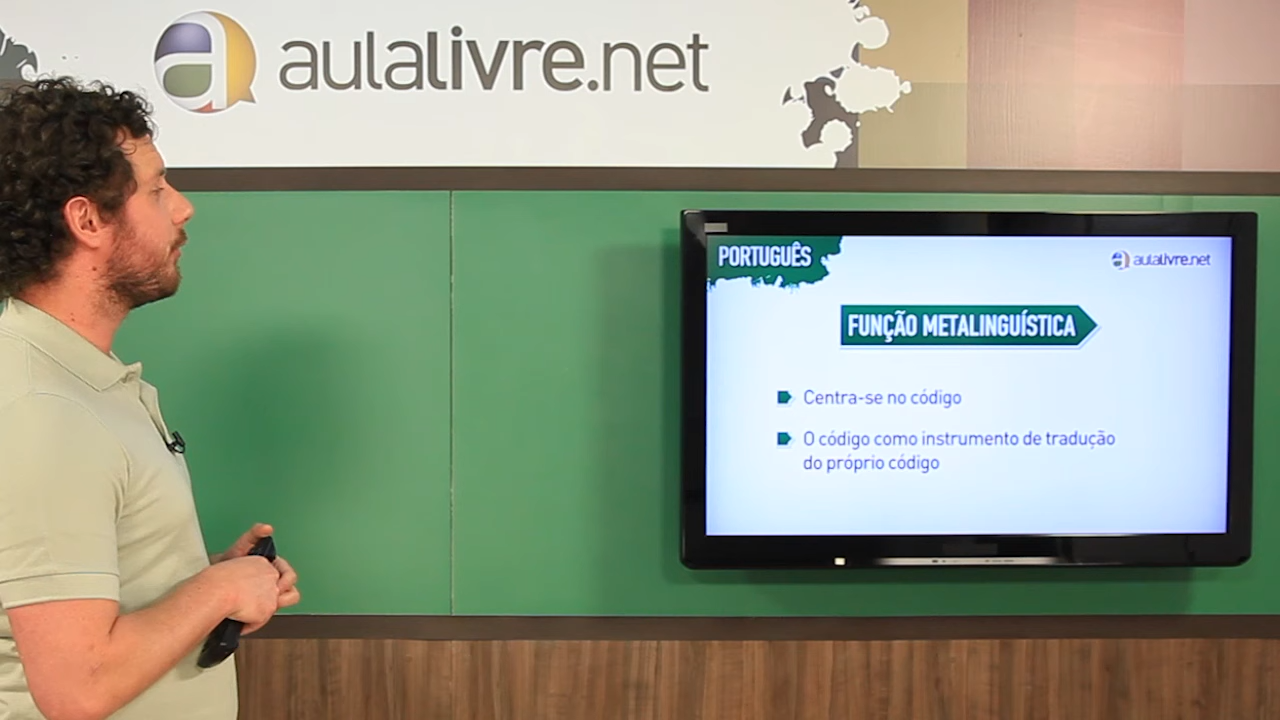 aulalivre.net
PORTUGUÊS
aulalivre.net
FUNÇÃO METALINGUÍSTICA
Centra-se no código
O código como instrumento de tradução
do próprio código